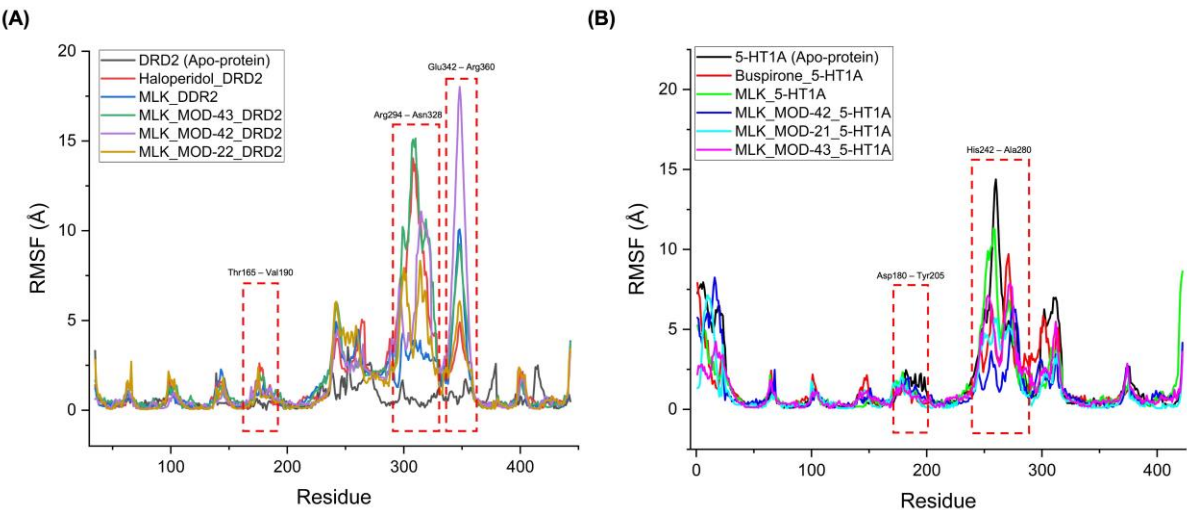 (A)
DRD2 (Apo-protein)
Haloperidol_DRD2
MLK_DDR2
MLK_MOD-43_DRD2
MLK_MOD-42_DRD2
MLK_MOD-22_DRD2
Glu342 – Arg360
Arg294 – Asn328
Thr165 – Val190
RMSF (Å)
20
15
10
5
0
100
200
300
400
Residue
(B)
5-HT1A (Apo-protein)
Buspirone_5-HT1A
MLK_5-HT1A
MLK_MOD-42_5-HT1A
MLK_MOD-21_5-HT1A
MLK_MOD-43_5-HT1A
His242 – Ala280
Asp180 – Tyr205
RMSF (Å)
20
15
10
5
0
0
100
200
300
400
Residue